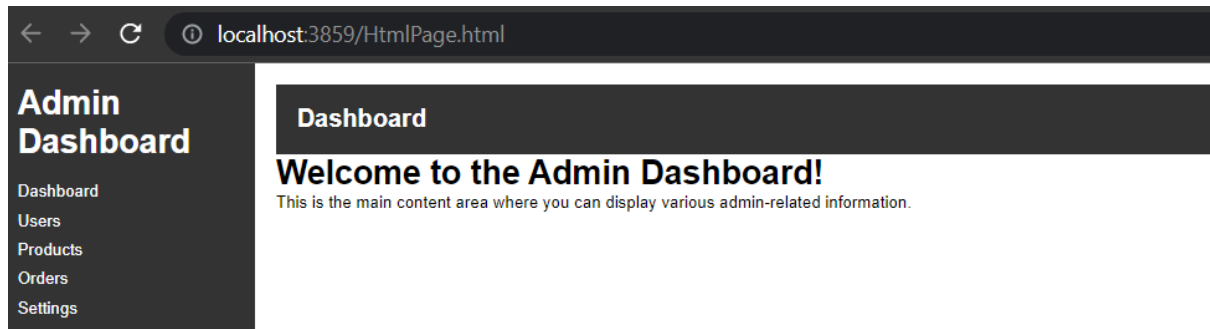 localhost:3859/HtmlPage.html
Admin
Dashboard
Dashboard
Users
Products
Orders
Settings
Dashboard
Welcome to the Admin Dashboard!
This is the main content area where you can display various admin-related information.